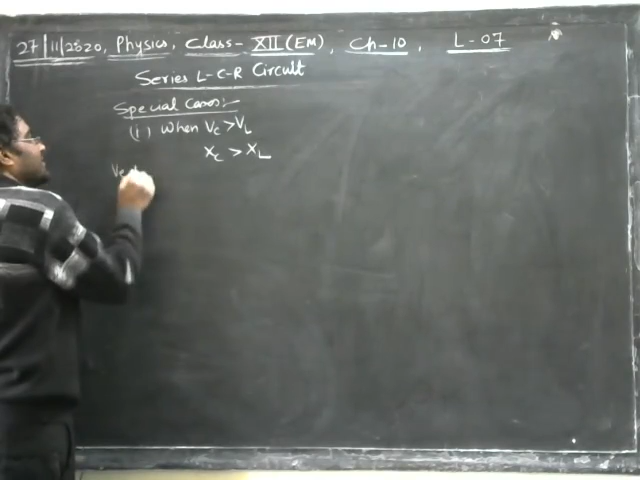 27/11/2020, Physics, Class- XII (EM), Ch-10, L-07
Series L-C-R Circuit
Special Cases:-
(i) When Vc > VL
Xc > XL